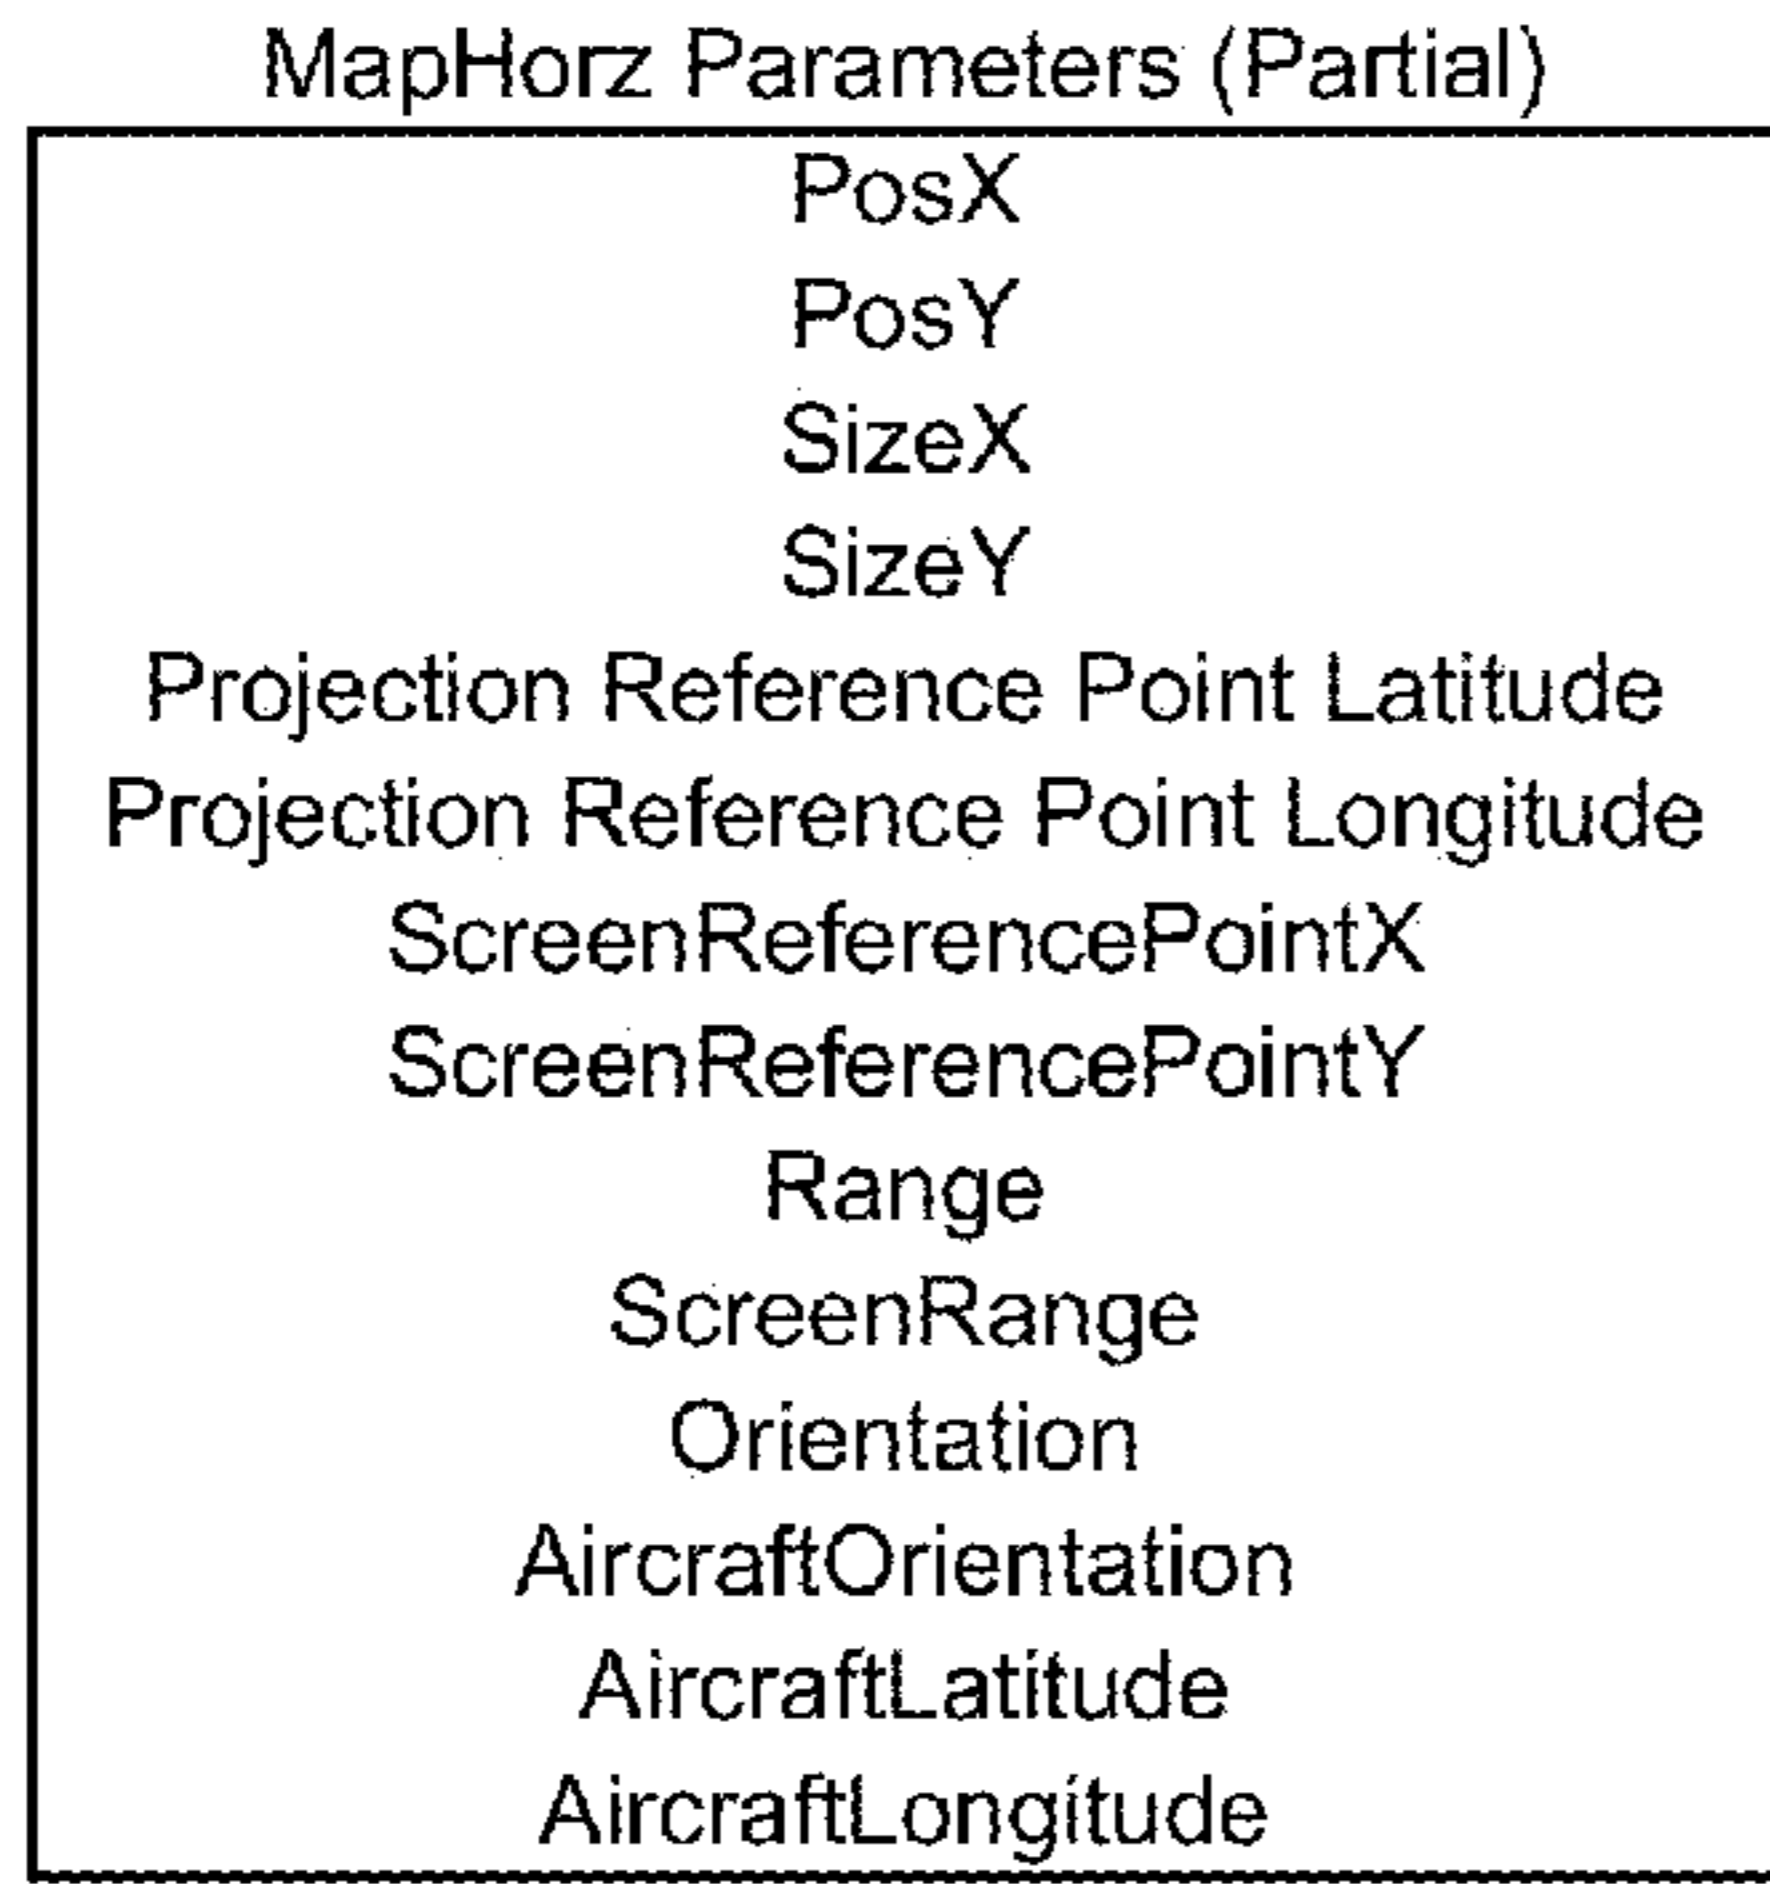 MapHorz Parameters (Partial)
PosX
PosY
SizeX
SizeY
Projection Reference Point Latitude
Projection Reference Point Longitude
ScreenReferencePointX
ScreenReferencePointY
Range
ScreenRange
Orientation
AircraftOrientation
AircraftLatitude
AircraftLongitude